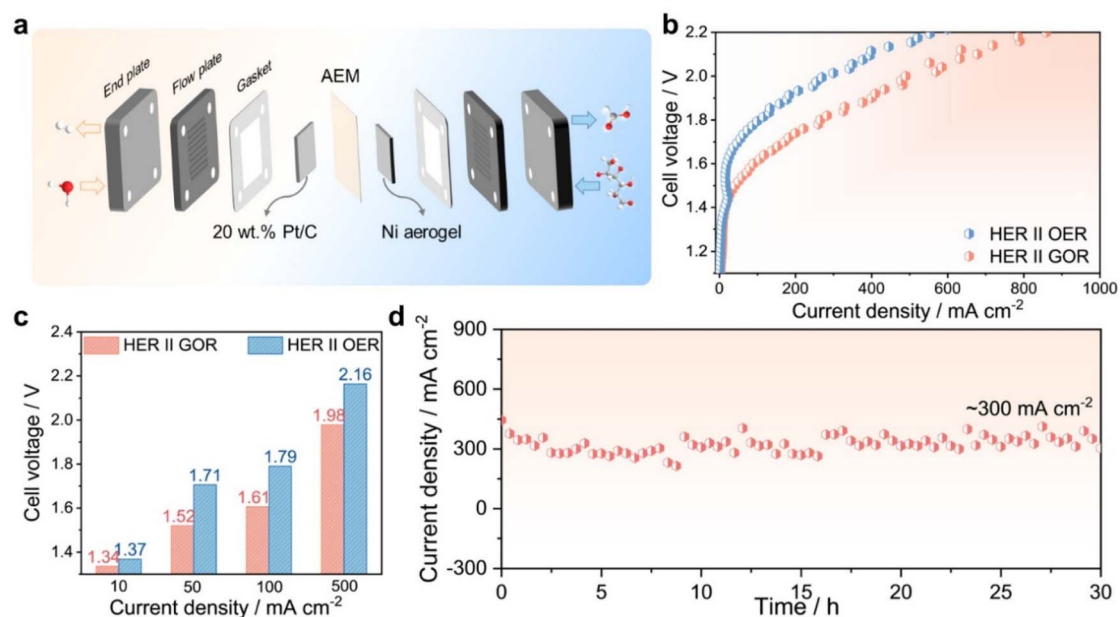 a
End plate
Flow plate
Gasket
AEM
20 wt.% Pt/C
Ni aerogel
b
Cell voltage / V
2.2
2.0
1.8
1.6
1.4
1.2
HER II OER
HER II GOR
0
200
400
600
800
1000
Current density / mA cm⁻²
c
Cell voltage / V
2.4
2.2
2.0
1.8
1.6
1.4
HER II GOR
HER II OER
1.34
1.37
1.52
1.71
1.61
1.79
1.98
2.16
10
50
100
500
Current density / mA cm⁻²
d
Current density / mA cm⁻²
900
600
300
0
-300
~300 mA cm⁻²
0
5
10
15
20
25
30
Time / h